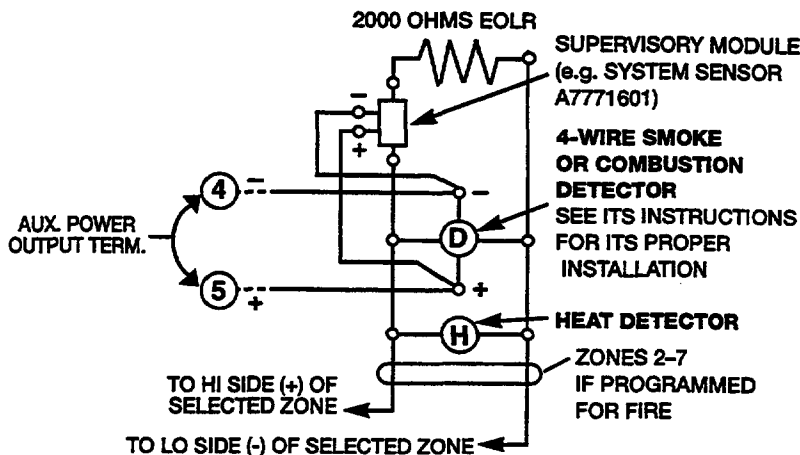 2000 OHMS EOLR
SUPERVISORY MODULE
(e.g. SYSTEM SENSOR
A7771601)
–
+
4-WIRE SMOKE
OR COMBUSTION
DETECTOR
SEE ITS INSTRUCTIONS
FOR ITS PROPER
INSTALLATION
4 –
–
AUX. POWER
OUTPUT TERM.
D
5 +
+
H
HEAT DETECTOR
ZONES 2–7
IF PROGRAMMED
FOR FIRE
TO HI SIDE (+) OF
SELECTED ZONE
TO LO SIDE (-) OF SELECTED ZONE